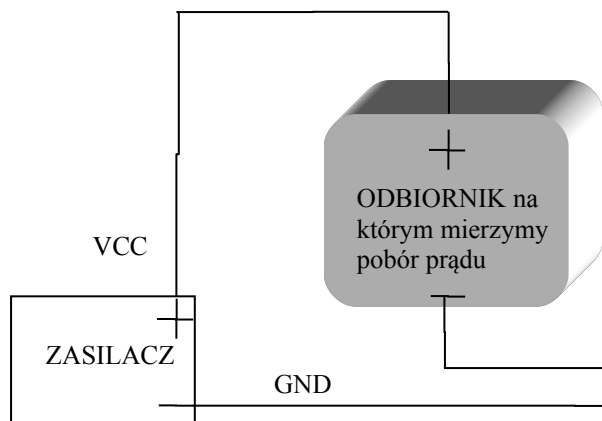 ODBIORNIK na
którym mierzymy
pobór prądu
VCC
ZASILACZ
GND